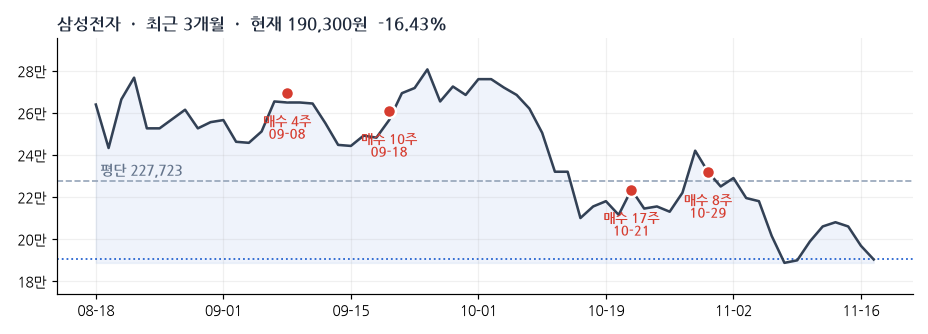 삼성전자 · 최근 3개월 · 현재 190,300원 -16.43%
28만
26만
24만
22만
20만
18만
매수 4주
09-08
매수 10주
09-18
평단 227,723
매수 17주
10-21
매수 8주
10-29
08-18
09-01
09-15
10-01
10-19
11-02
11-16